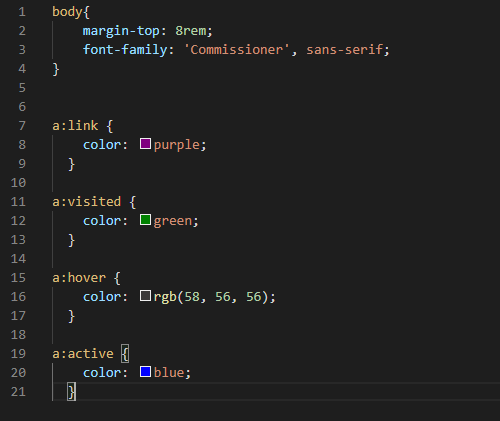 1 body{
2     margin-top: 8rem;
3     font-family: 'Commissioner', sans-serif;
4 }
5
6
7 a:link {
8     color: purple;
9   }
10
11 a:visited {
12     color: green;
13   }
14
15 a:hover {
16     color: rgb(58, 56, 56);
17   }
18
19 a:active {
20     color: blue;
21   }